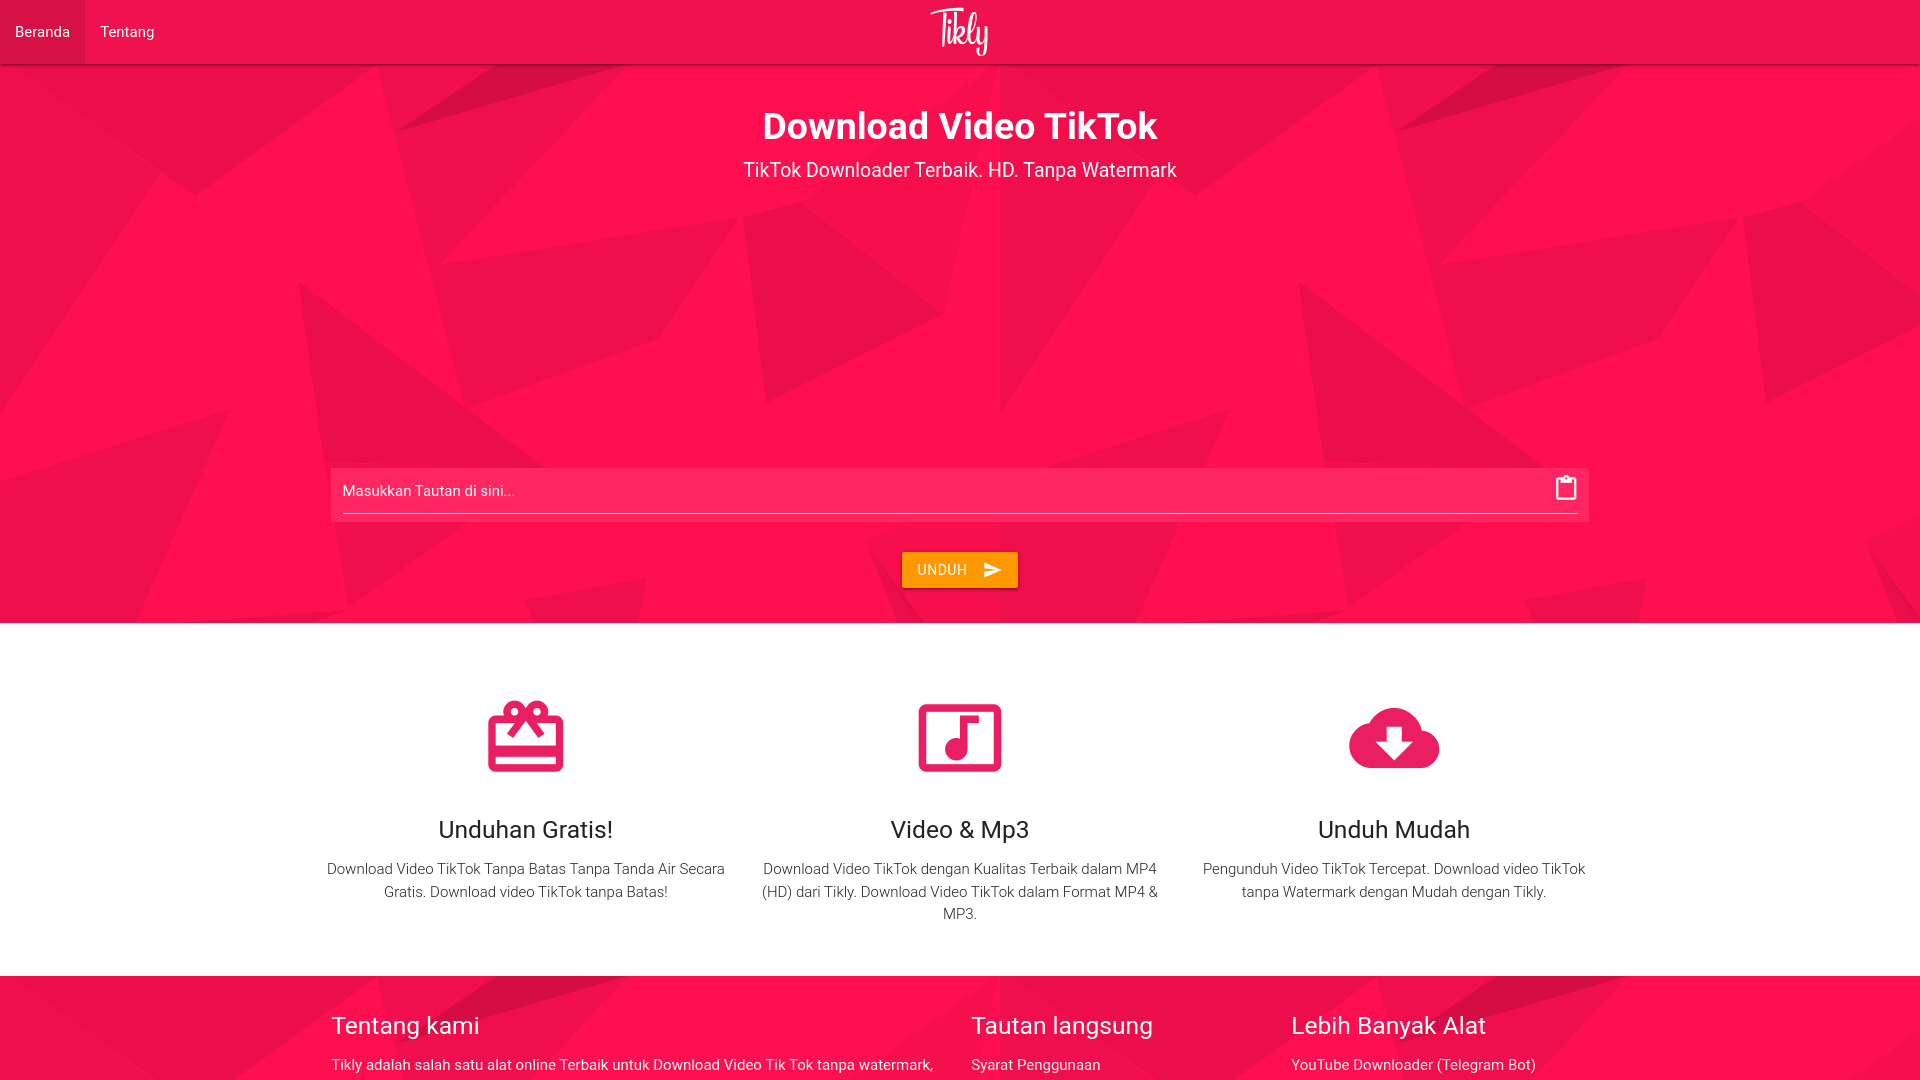 Beranda
Tentang
Tikly
Download Video TikTok
TikTok Downloader Terbaik. HD. Tanpa Watermark
Masukkan Tautan di sini...
UNDUH
Unduhan Gratis!
Download Video TikTok Tanpa Batas Tanpa Tanda Air Secara
Gratis. Download video TikTok tanpa Batas!
Video & Mp3
Download Video TikTok dengan Kualitas Terbaik dalam MP4
(HD) dari Tikly. Download Video TikTok dalam Format MP4 &
MP3.
Unduh Mudah
Pengunduh Video TikTok Tercepat. Download video TikTok
tanpa Watermark dengan Mudah dengan Tikly.
Tentang kami
Tikly adalah salah satu alat online Terbaik untuk Download Video Tik Tok tanpa watermark,
Tautan langsung
Syarat Penggunaan
Lebih Banyak Alat
YouTube Downloader (Telegram Bot)